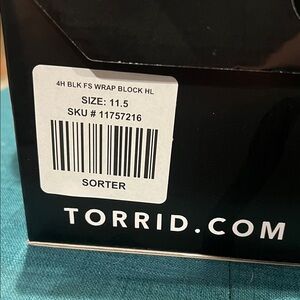 4H BLK FS WRAP BLOCK HL
SIZE: 11.5
SKU # 11757216
SORTER
TORRID.COM